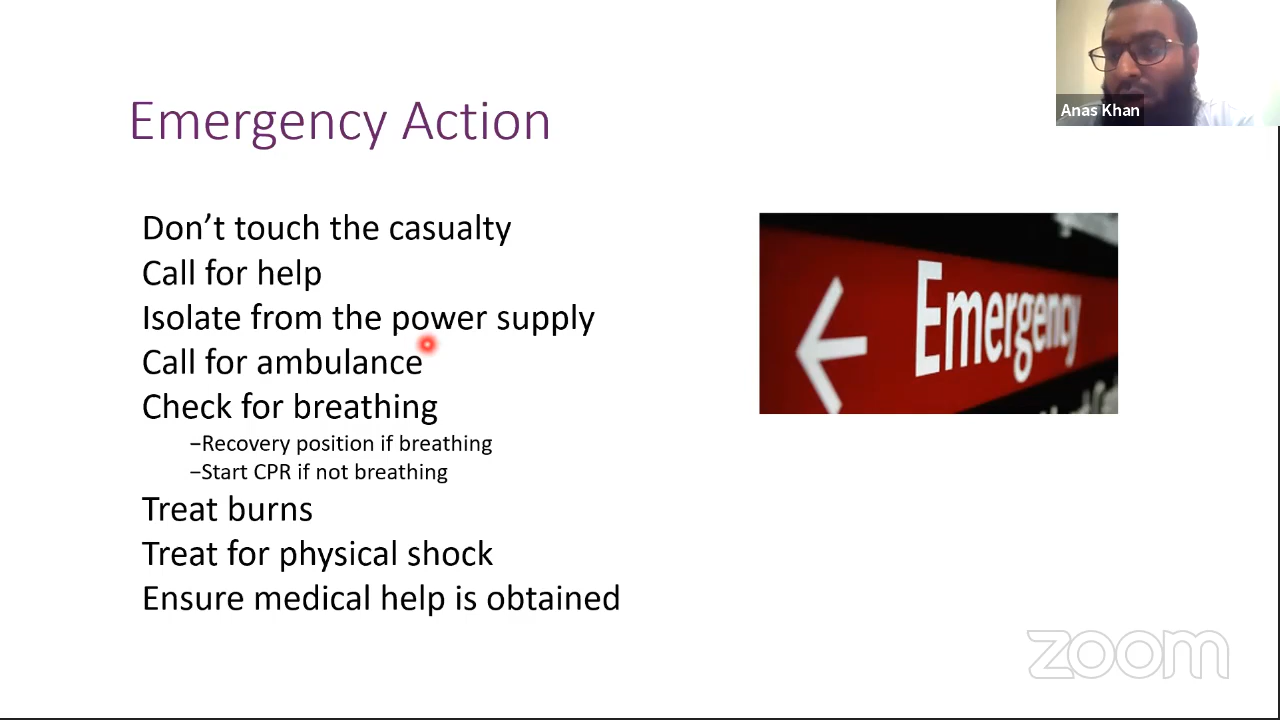 Anas Khan
Emergency Action
Don’t touch the casualty
Call for help
Isolate from the power supply
Call for ambulance
Check for breathing
–Recovery position if breathing
–Start CPR if not breathing
Treat burns
Treat for physical shock
Ensure medical help is obtained
Emergency
zoom